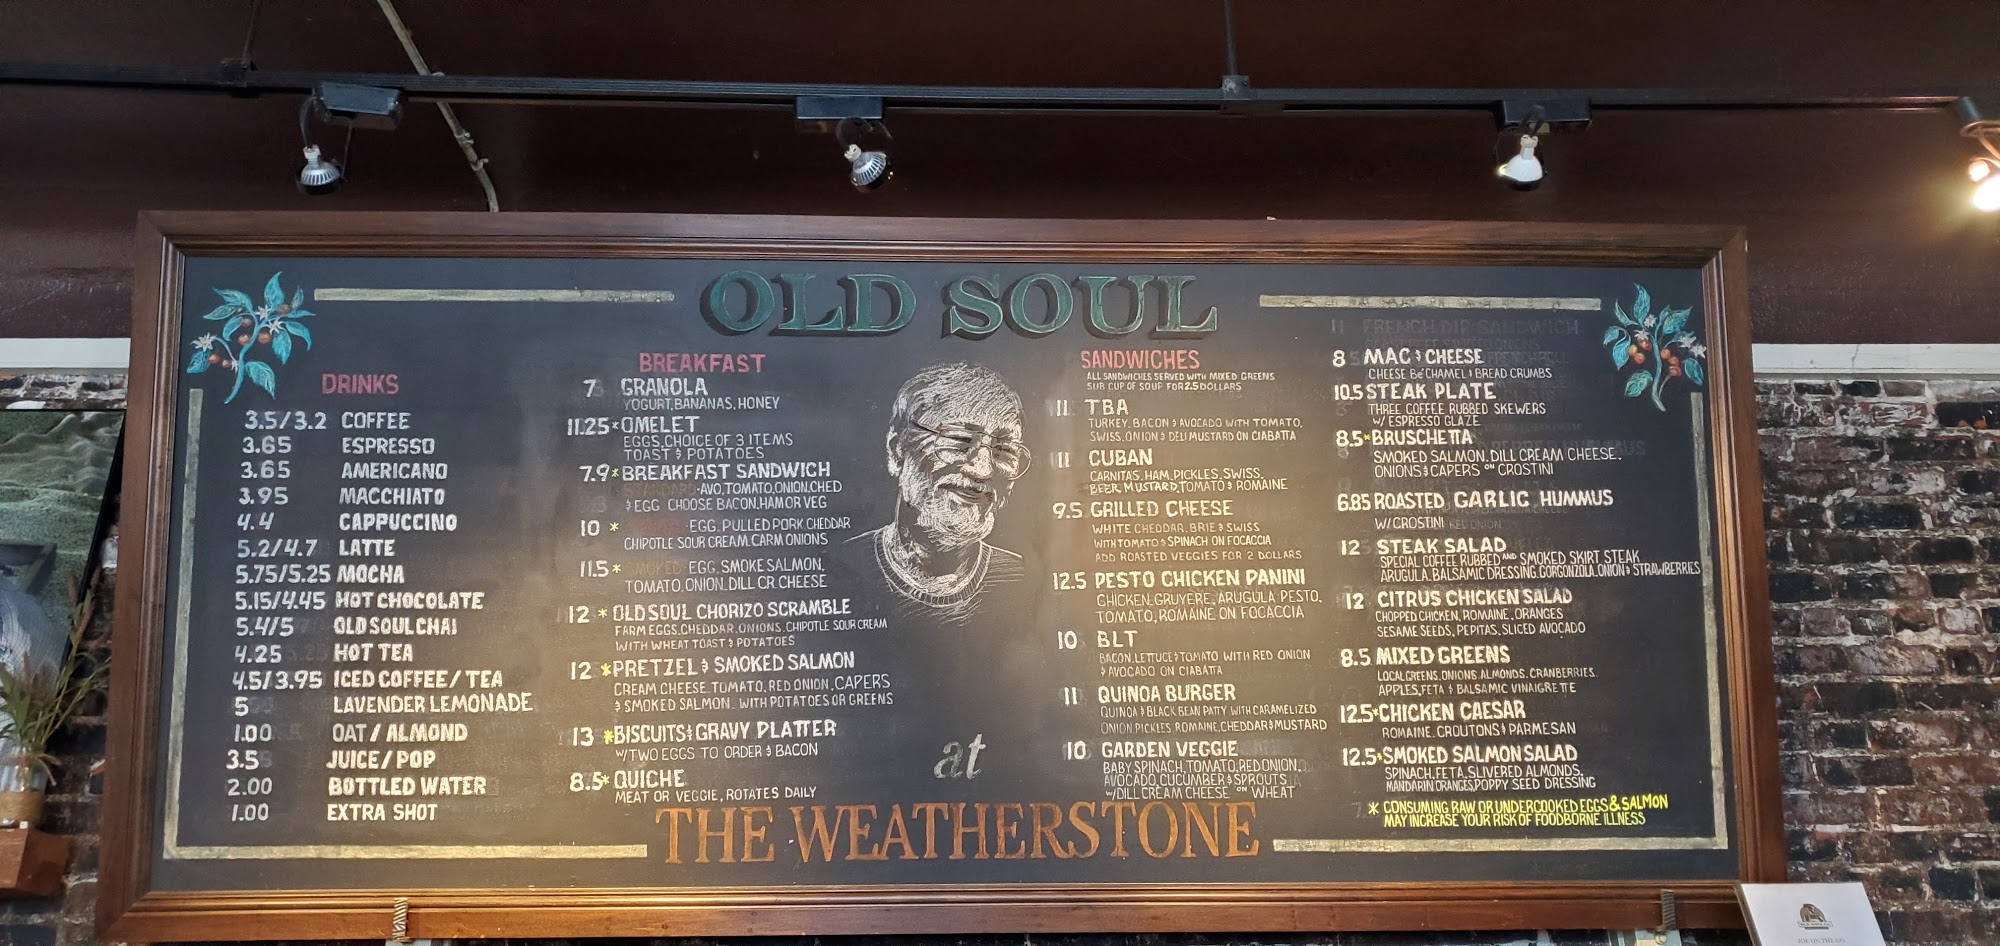 OLD SOUL
DRINKS
3.5/3.2 COFFEE
3.65 ESPRESSO
3.65 AMERICANO
3.95 MACCHIATO
4.4 CAPPUCCINO
5.2/4.7 LATTE
5.75/5.25 MOCHA
5.15/4.45 HOT CHOCOLATE
5.4/5 OLD SOUL CHAI
4.25 HOT TEA
4.5/3.95 ICED COFFEE/TEA
5 LAVENDER LEMONADE
1.00 OAT/ALMOND
3.5 JUICE/POP
2.00 BOTTLED WATER
1.00 EXTRA SHOT
BREAKFAST
7 GRANOLA
YOGURT, BANANAS, HONEY
11.25 *OMELET
EGGS, CHOICE OF 3 ITEMS
TOAST & POTATOES
7.9 *BREAKFAST SANDWICH
STANDARD-AVO, TOMATO, ONION, CHED
& EGG CHOOSE BACON, HAM OR VEG
10 * EGG, PULLED PORK, CHEDDAR
CHIPOTLE SOUR CREAM, CARM ONIONS
11.5 * SMOKED- EGG, SMOKE SALMON,
TOMATO, ONION, DILL CR. CHEESE
12 *OLD SOUL CHORIZO SCRAMBLE
FARM EGGS, CHEDDAR, ONIONS, CHIPOTLE SOUR CREAM
WITH WHEAT TOAST & POTATOES
12 *PRETZEL & SMOKED SALMON
CREAM CHEESE, TOMATO, RED ONION, CAPERS
& SMOKED SALMON. WITH POTATOES OR GREENS
13 *BISCUITS & GRAVY PLATTER
W/TWO EGGS TO ORDER & BACON
8.5* QUICHE
MEAT OR VEGGIE, ROTATES DAILY
SANDWICHES
ALL SANDWICHES SERVED WITH MIXED GREENS
SUB CUP OF SOUP FOR 2.5 DOLLARS
11 TBA
TURKEY, BACON & AVOCADO WITH TOMATO,
SWISS, ONION & DELI MUSTARD ON CIABATTA
11 CUBAN
CARNITAS, HAM, PICKLES, SWISS,
BEER MUSTARD, TOMATO & ROMAINE
9.5 GRILLED CHEESE
WHITE CHEDDAR, BRIE & SWISS
WITH TOMATO & SPINACH ON FOCACCIA
ADD ROASTED VEGGIES FOR 2 DOLLARS
12.5 PESTO CHICKEN PANINI
CHICKEN, GRUYERE, ARUGULA PESTO,
TOMATO, ROMAINE ON FOCACCIA
10 BLT
BACON, LETTUCE & TOMATO WITH RED ONION
& AVOCADO ON CIABATTA
11 QUINOA BURGER
QUINOA & BLACK BEAN PATTY WITH CARAMELIZED
ONION, PICKLES, ROMAINE, CHEDDAR & MUSTARD
10 GARDEN VEGGIE
BABY SPINACH, TOMATO, RED ONION,
AVOCADO, CUCUMBER & SPROUTS
W/DILL CREAM CHEESE ON WHEAT
11 FRENCH DIP SANDWICH
8 MAC & CHEESE
CHEESE BéCHAMEL & BREAD CRUMBS
10.5 STEAK PLATE
THREE COFFEE RUBBED SKEWERS
W/ ESPRESSO GLAZE
8.5*BRUSCHETTA
SMOKED SALMON, DILL CREAM CHEESE,
ONIONS & CAPERS ON CROSTINI
6.85 ROASTED GARLIC HUMMUS
W/ CROSTINI
12 STEAK SALAD
SPECIAL COFFEE RUBBED AND SMOKED SKIRT STEAK
ARUGULA, BALSAMIC DRESSING, GORGONZOLA, ONION & STRAWBERRIES
12 CITRUS CHICKEN SALAD
CHOPPED CHICKEN, ROMAINE, ORANGES
SESAME SEEDS, PEPITAS, SLICED AVOCADO
8.5 MIXED GREENS
LOCAL GREENS, ONIONS, ALMONDS, CRANBERRIES,
APPLES, FETA & BALSAMIC VINAIGRETTE
12.5*CHICKEN CAESAR
ROMAINE, CROUTONS & PARMESAN
12.5*SMOKED SALMON SALAD
SPINACH, FETA, SLIVERED ALMONDS,
MANDARIN ORANGES, POPPY SEED DRESSING
* CONSUMING RAW OR UNDERCOOKED EGGS & SALMON
MAY INCREASE YOUR RISK OF FOODBORNE ILLNESS
at
THE WEATHERSTONE
JOE ON THE GO